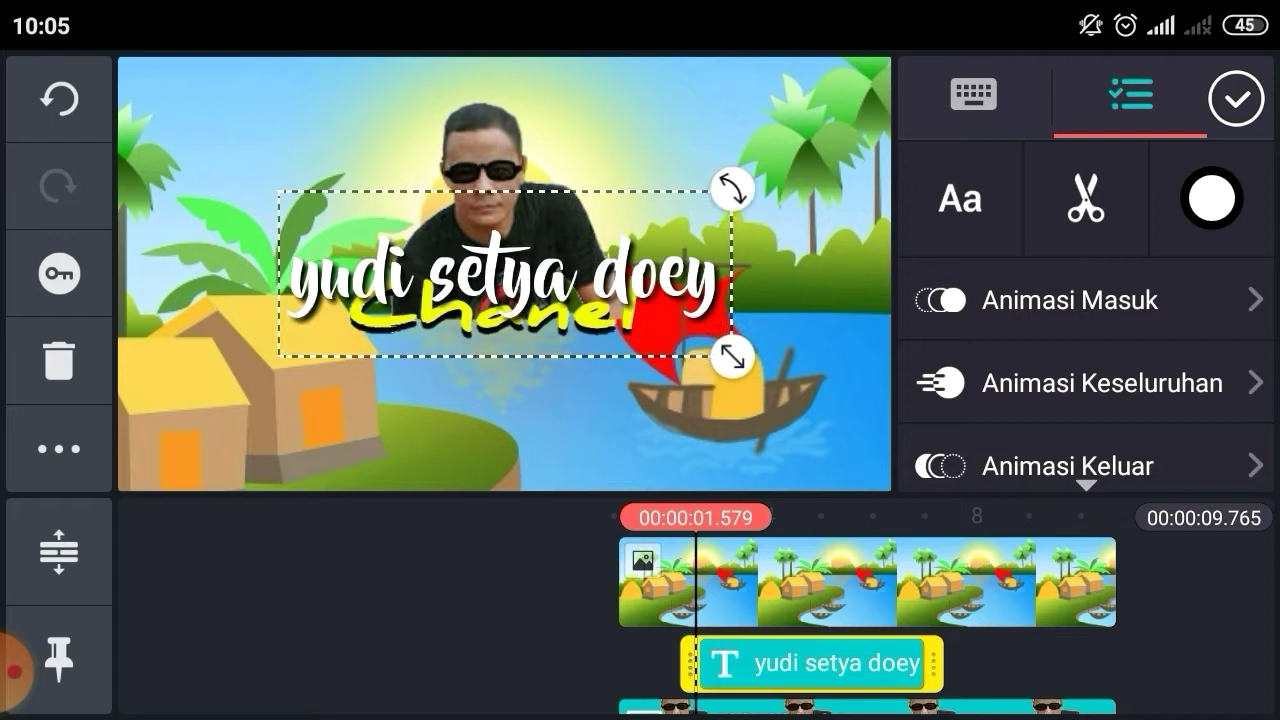 10:05
45
yudi setya doey
Chanel
Aa
Animasi Masuk
Animasi Keseluruhan
Animasi Keluar
00:00:01.579
8
00:00:09.765
T yudi setya doey